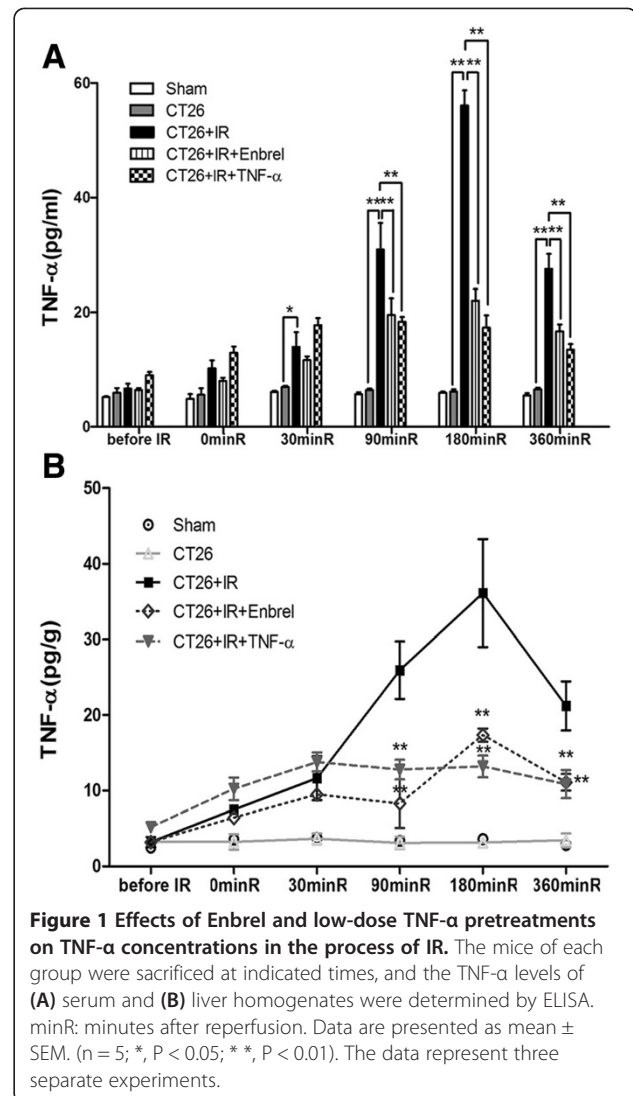 A
Sham
CT26
CT26+IR
CT26+IR+Enbrel
CT26+IR+TNF-α
TNF-α(pg/ml)
60
40
20
0
*
** ** **
** ** **
** ** **
before IR 0minR 30minR 90minR 180minR 360minR
B
Sham
CT26
CT26+IR
CT26+IR+Enbrel
CT26+IR+TNF-α
TNF-α(pg/g)
50
40
30
20
10
0
** **
** **
** **
before IR 0minR 30minR 90minR 180minR 360minR
Figure 1 Effects of Enbrel and low-dose TNF-α pretreatments
on TNF-α concentrations in the process of IR. The mice of each
group were sacrificed at indicated times, and the TNF-α levels of
(A) serum and (B) liver homogenates were determined by ELISA.
minR: minutes after reperfusion. Data are presented as mean ±
SEM. (n = 5; *, P < 0.05; * *, P < 0.01). The data represent three
separate experiments.